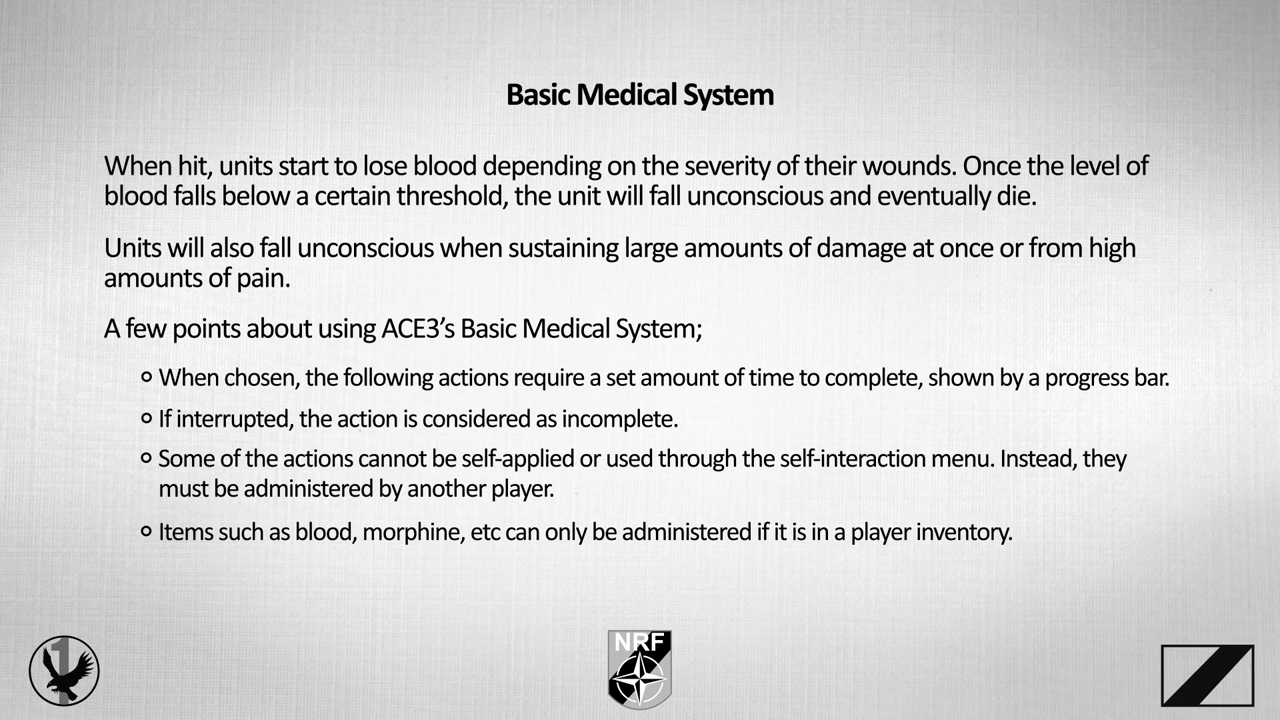 Basic Medical System
When hit, units start to lose blood depending on the severity of their wounds. Once the level of
blood falls below a certain threshold, the unit will fall unconscious and eventually die.
Units will also fall unconscious when sustaining large amounts of damage at once or from high
amounts of pain.
A few points about using ACE3’s Basic Medical System;
When chosen, the following actions require a set amount of time to complete, shown by a progress bar.
If interrupted, the action is considered as incomplete.
Some of the actions cannot be self-applied or used through the self-interaction menu. Instead, they
must be administered by another player.
Items such as blood, morphine, etc can only be administered if it is in a player inventory.
1
NRF